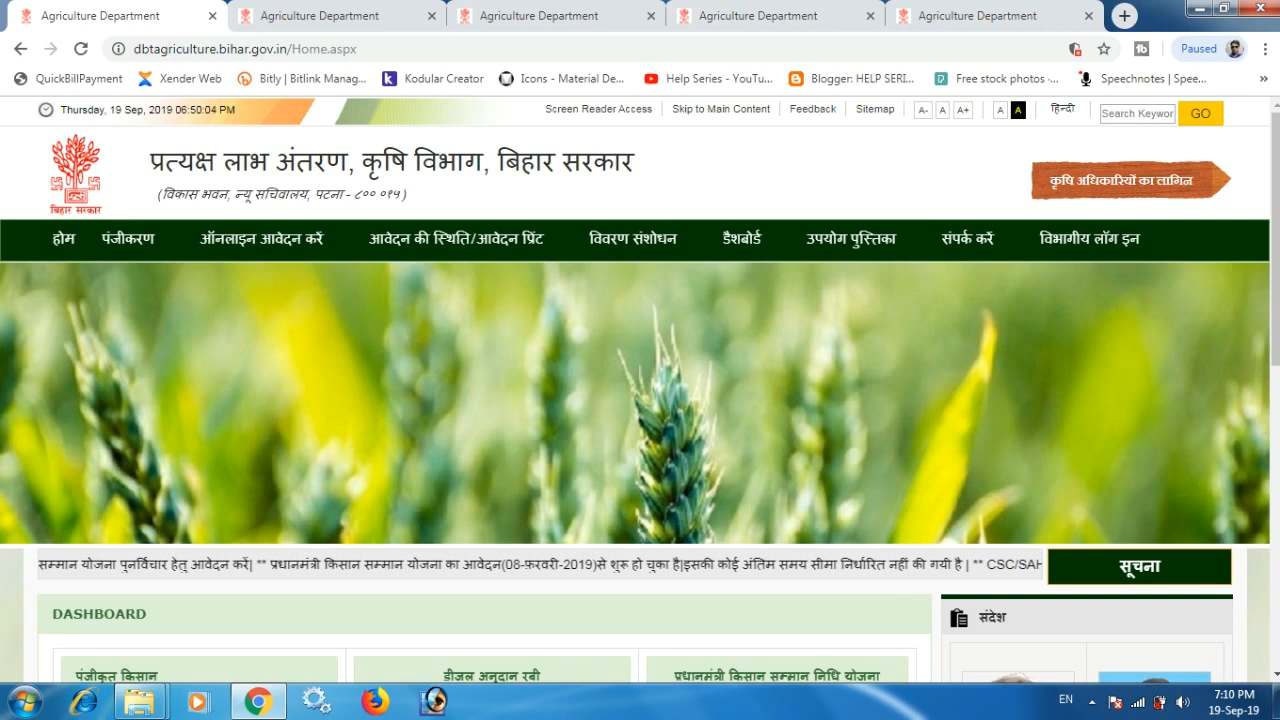 Agriculture Department Agriculture Department Agriculture Department Agriculture Department Agriculture Department
dbtagriculture.bihar.gov.in/Home.aspx Paused
QuickBillPayment Xender Web Bitly | Bitlink Manag... Kodular Creator Icons - Material De... Help Series - YouTu... Blogger: HELP SERI... Free stock photos -... Speechnotes | Spee...
Thursday, 19 Sep, 2019 06:50:04 PM Screen Reader Access Skip to Main Content Feedback Sitemap A- A A+ A A हिन्दी Search Keywor GO
प्रत्यक्ष लाभ अंतरण, कृषि विभाग, बिहार सरकार
(विकास भवन, न्यू सचिवालय, पटना - ८०० ०१५ )
कृषि अधिकारियों का लागिन
बिहार सरकार
होम पंजीकरण ऑनलाइन आवेदन करें आवेदन की स्थिति/आवेदन प्रिंट विवरण संशोधन डैशबोर्ड उपयोग पुस्तिका संपर्क करें विभागीय लॉग इन
सम्मान योजना पुनर्विचार हेतु आवेदन करें| ** प्रधानमंत्री किसान सम्मान योजना का आवेदन(08-फ़रवरी-2019)से शुरू हो चुका है|इसकी कोई अंतिम समय सीमा निर्धारित नहीं की गयी है | ** CSC/SAH सूचना
DASHBOARD
संदेश
पंजीकृत किसान डीजल अनुदान रबी प्रधानमंत्री किसान सम्मान निधि योजना
EN 7:10 PM
19-Sep-19